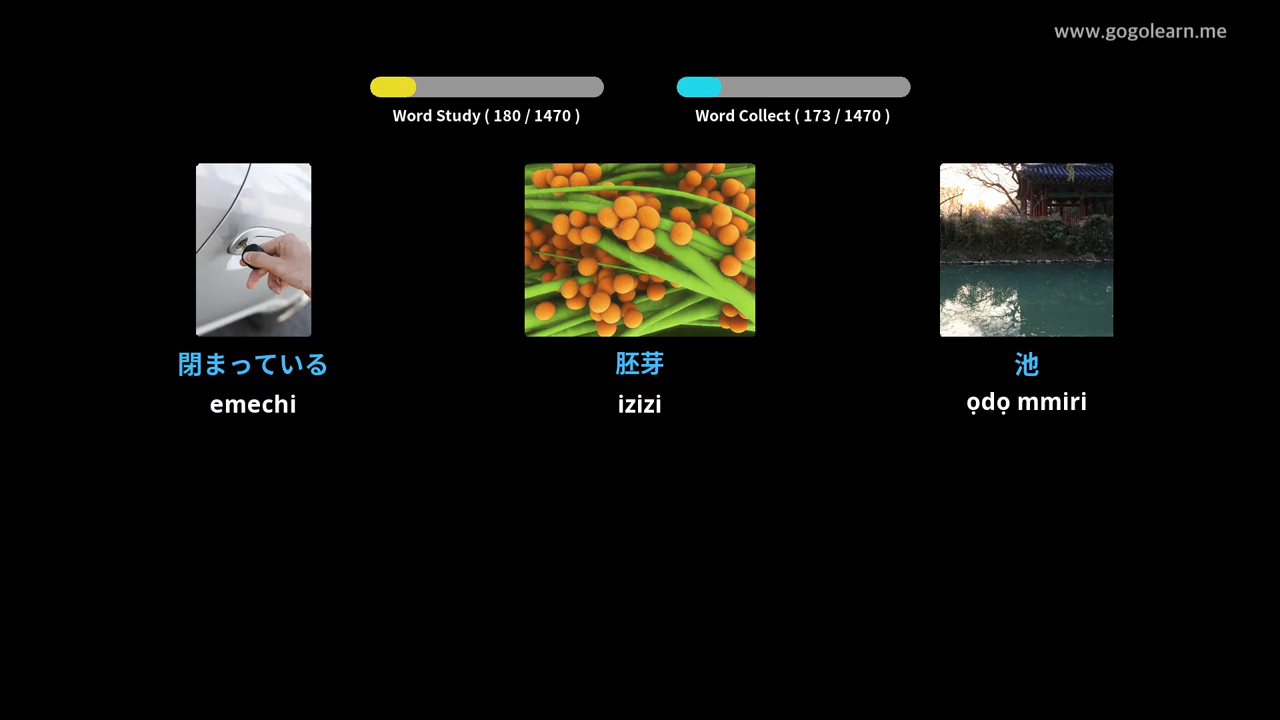 www.gogolearn.me
Word Study ( 180 / 1470 )
Word Collect ( 173 / 1470 )
閉まっている
胚芽
池
emechi
izizi
ọdọ mmiri